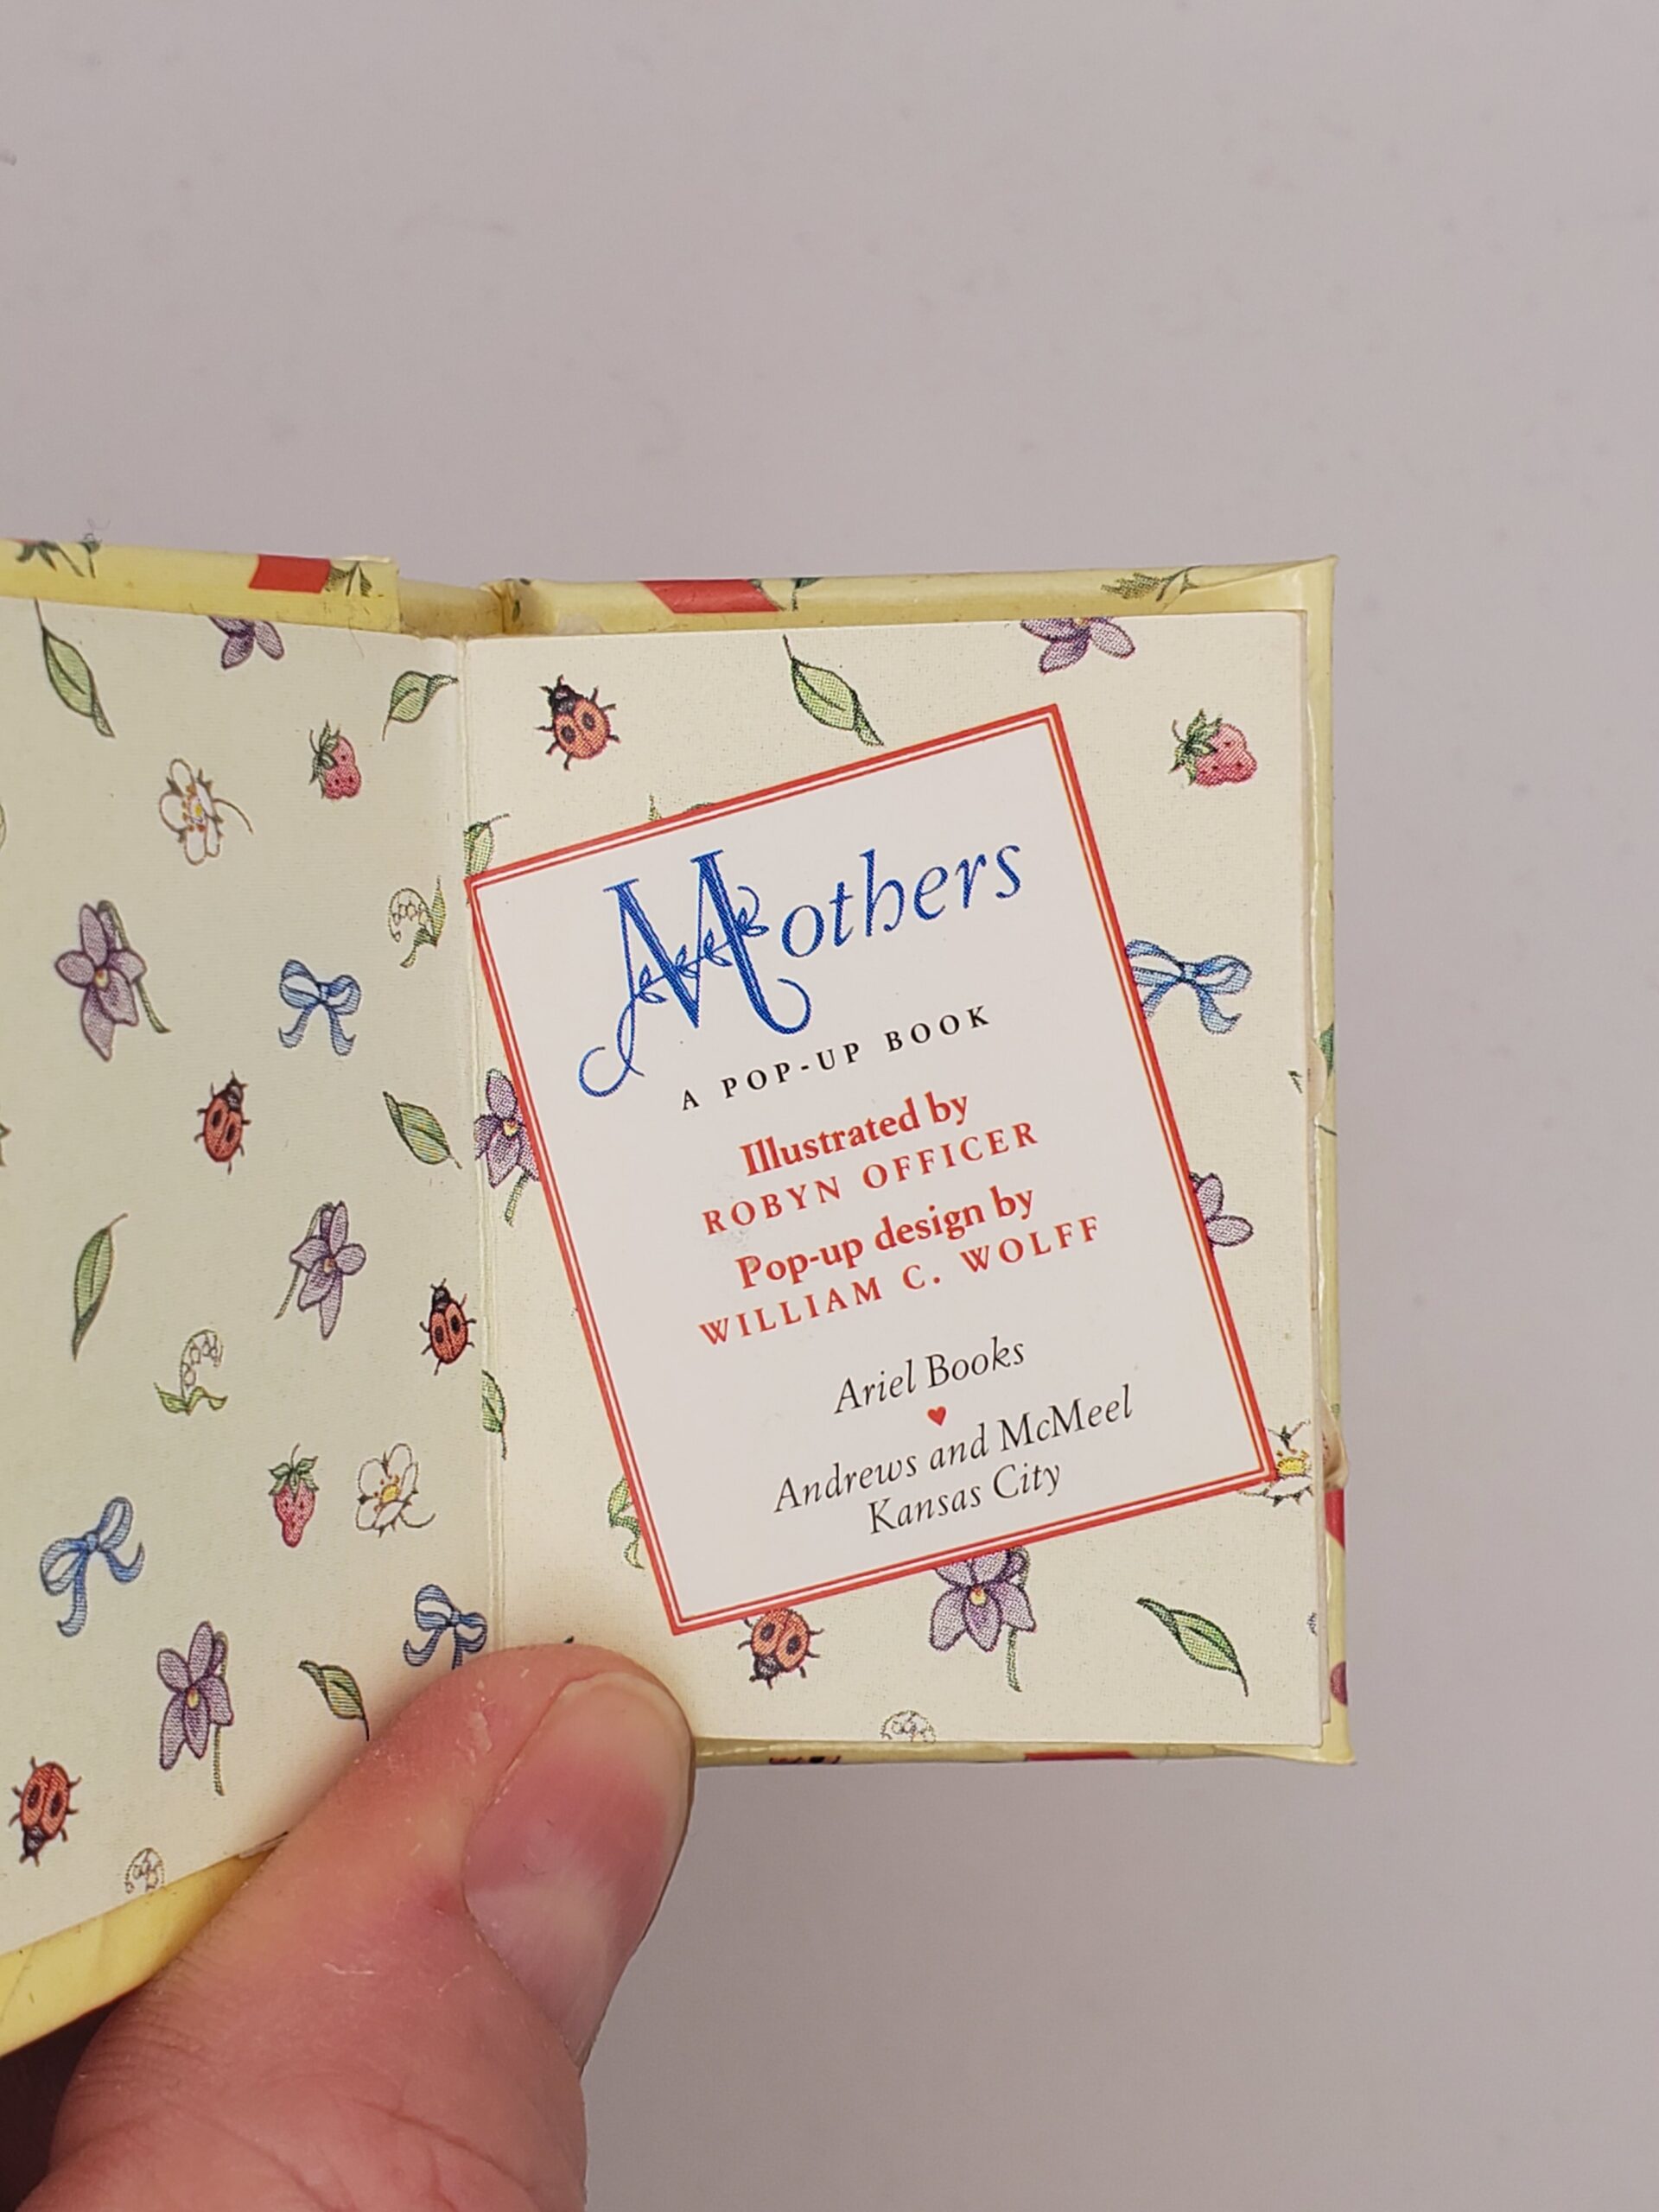 Mothers
A POP-UP BOOK
Illustrated by
ROBYN OFFICER
Pop-up design by
WILLIAM C. WOLFF
Ariel Books
Andrews and McMeel
Kansas City